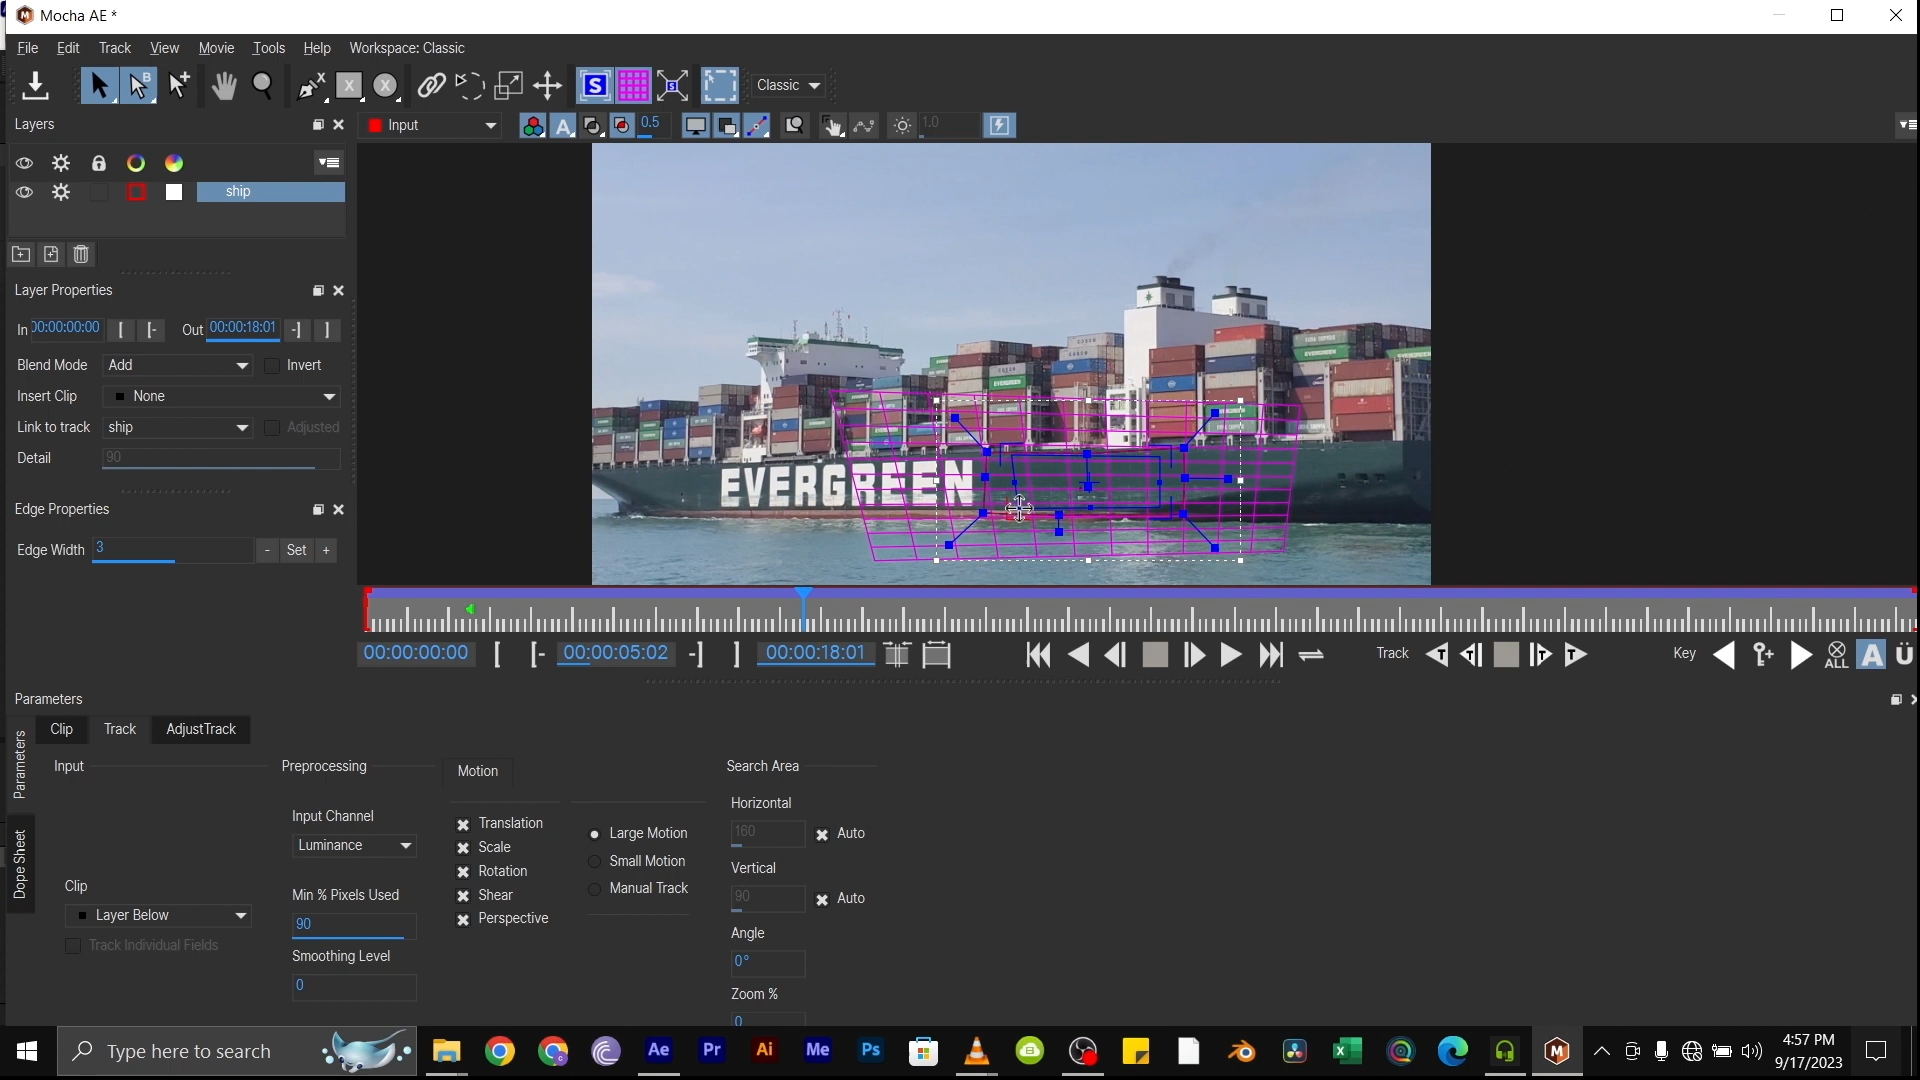 Mocha AE *
File Edit Track View Movie Tools Help Workspace: Classic
Classic
Layers
Input
0.5
1.0
ship
Layer Properties
In 00:00:00:00 [ [- Out 00:00:18:01 -] ]
Blend Mode Add Invert
Insert Clip None
Link to track ship Adjusted
Detail 90
Edge Properties
Edge Width 3 - Set +
EVERGREEN
00:00:00:00 [ [- 00:00:05:02 -] ] 00:00:18:01 Track Key ALL A Ü
Parameters
Clip Track AdjustTrack
Parameters
Dope Sheet
Input
Clip
Layer Below
Track Individual Fields
Preprocessing
Input Channel
Luminance
Min % Pixels Used
90
Smoothing Level
0
Motion
Translation
Scale
Rotation
Shear
Perspective
Large Motion
Small Motion
Manual Track
Search Area
Horizontal
160 Auto
Vertical
90 Auto
Angle
0°
Zoom %
0
Type here to search
Ae Pr Ai Me Ps
4:57 PM
9/17/2023